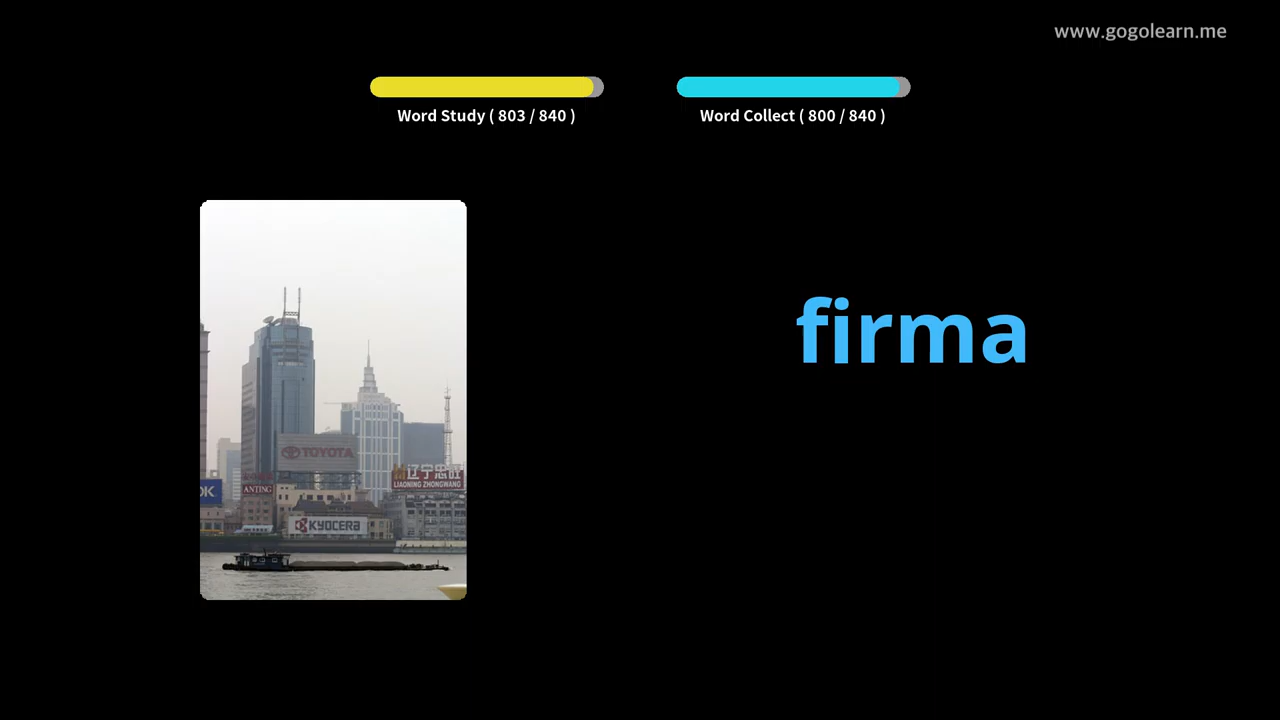 www.gogolearn.me
Word Study ( 803 / 840 )
Word Collect ( 800 / 840 )
firma
TOYOTA
OK
ANTING
辽宁忠旺
LIAONING ZHONGWANG
KYOCERA